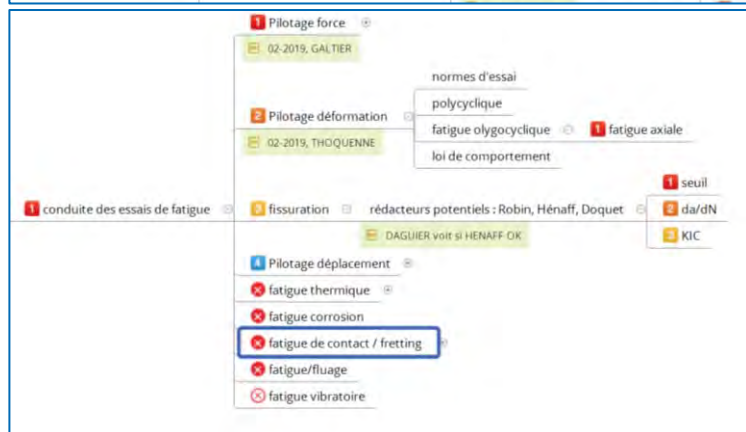 1 Pilotage force
02-2019, GALTIER
normes d'essai
polycyclique
2 Pilotage déformation
fatigue olygocyclique
1 fatigue axiale
02-2019, THOQUENNE
loi de comportement
1 seuil
1 conduite des essais de fatigue
3 fissuration
rédacteurs potentiels : Robin, Hénaff, Doquet
2 da/dN
DAGUIER voit si HENAFF OK
3 KIC
4 Pilotage déplacement
fatigue thermique
fatigue corrosion
fatigue de contact / fretting
fatigue/fluage
fatigue vibratoire